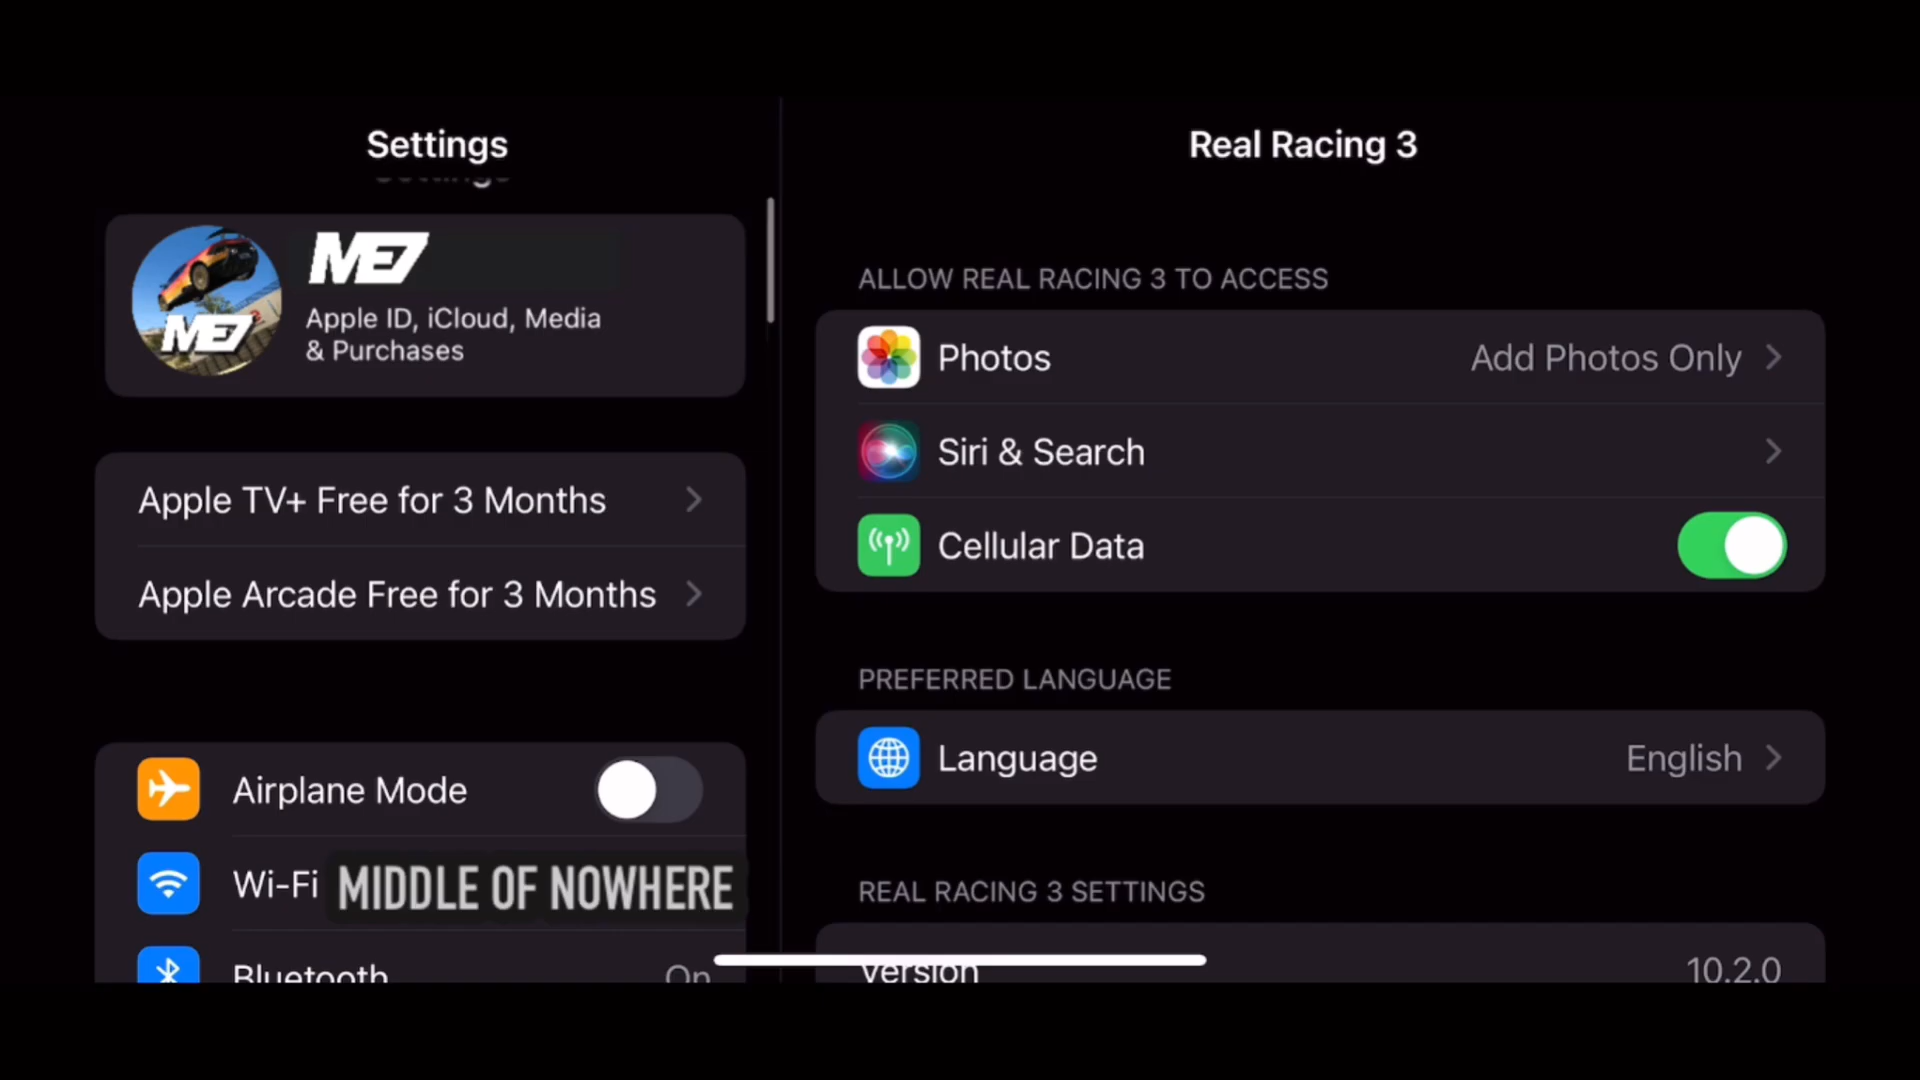 Settings
Settings
ME7
ME7
Apple ID, iCloud, Media
& Purchases
Apple TV+ Free for 3 Months
Apple Arcade Free for 3 Months
Airplane Mode
Wi-Fi MIDDLE OF NOWHERE
Bluetooth On
Real Racing 3
ALLOW REAL RACING 3 TO ACCESS
Photos Add Photos Only
Siri & Search
Cellular Data
PREFERRED LANGUAGE
Language English
REAL RACING 3 SETTINGS
Version 10.2.0